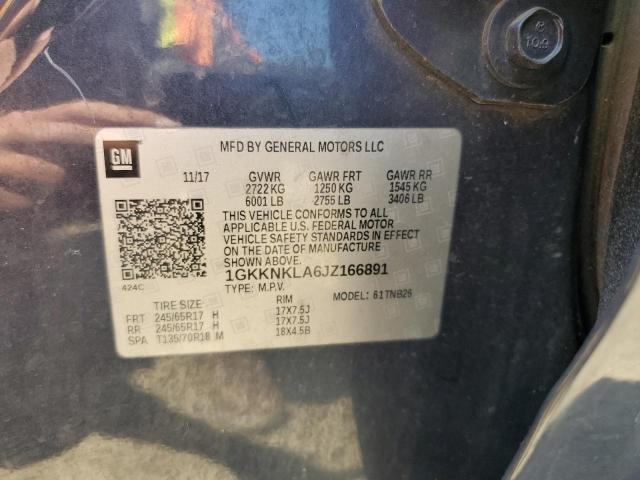 10.9
GM
MFD BY GENERAL MOTORS LLC
11/17 GVWR GAWR FRT GAWR RR
2722 KG 1250 KG 1545 KG
6001 LB 2755 LB 3406 LB
THIS VEHICLE CONFORMS TO ALL
APPLICABLE U.S. FEDERAL MOTOR
VEHICLE SAFETY STANDARDS IN EFFECT
ON THE DATE OF MANUFACTURE
SHOWN ABOVE.
1GKKNKLA6JZ166891
424C
TYPE: M.P.V. MODEL: 61TNB26
TIRE SIZE RIM
FRT 245/65R17 H 17X7.5J
RR 245/65R17 H 17X7.5J
SPA T135/70R18 M 18X4.5B